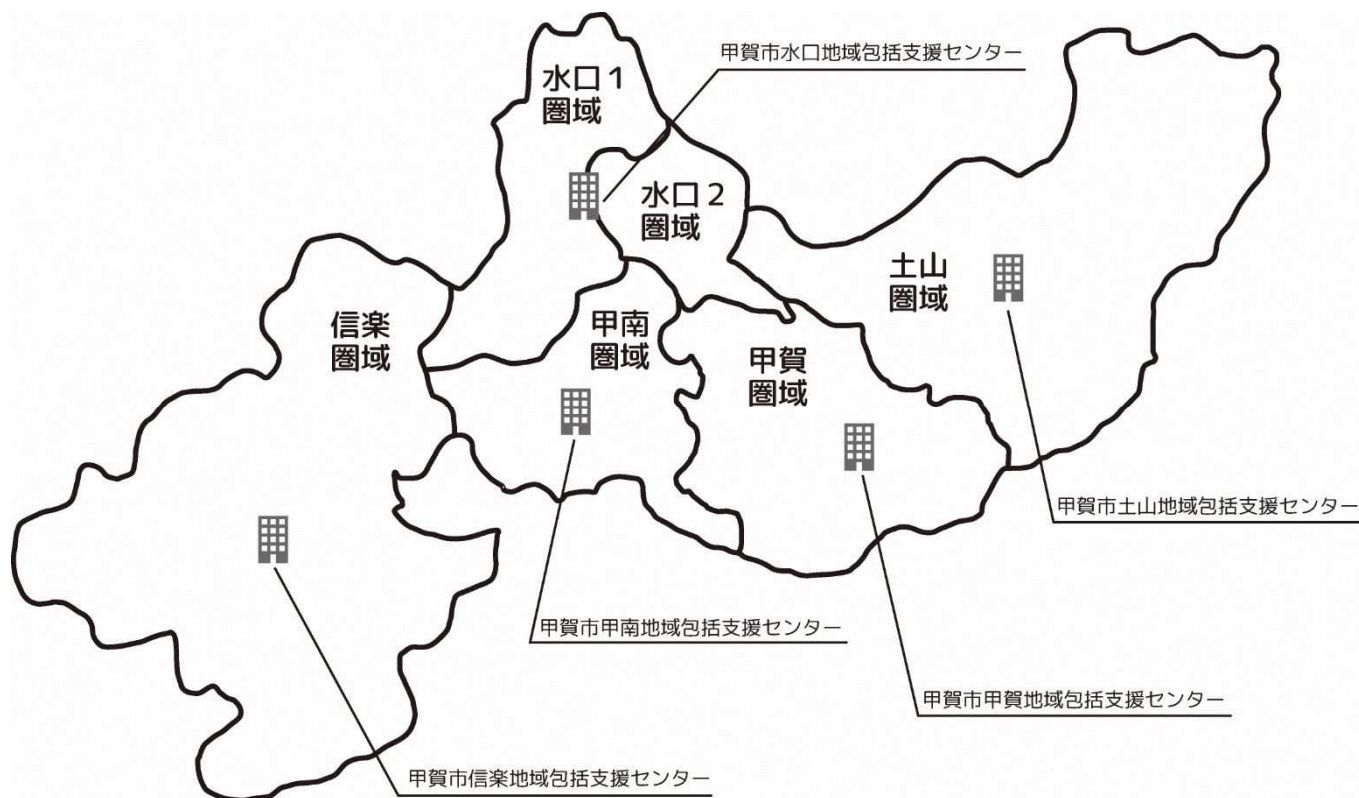 甲賀市水口地域包括支援センター
水口１
圏域
水口２
圏域
土山
圏域
信楽
圏域
甲南
圏域
甲賀
圏域
甲賀市土山地域包括支援センター
甲賀市甲南地域包括支援センター
甲賀市甲賀地域包括支援センター
甲賀市信楽地域包括支援センター